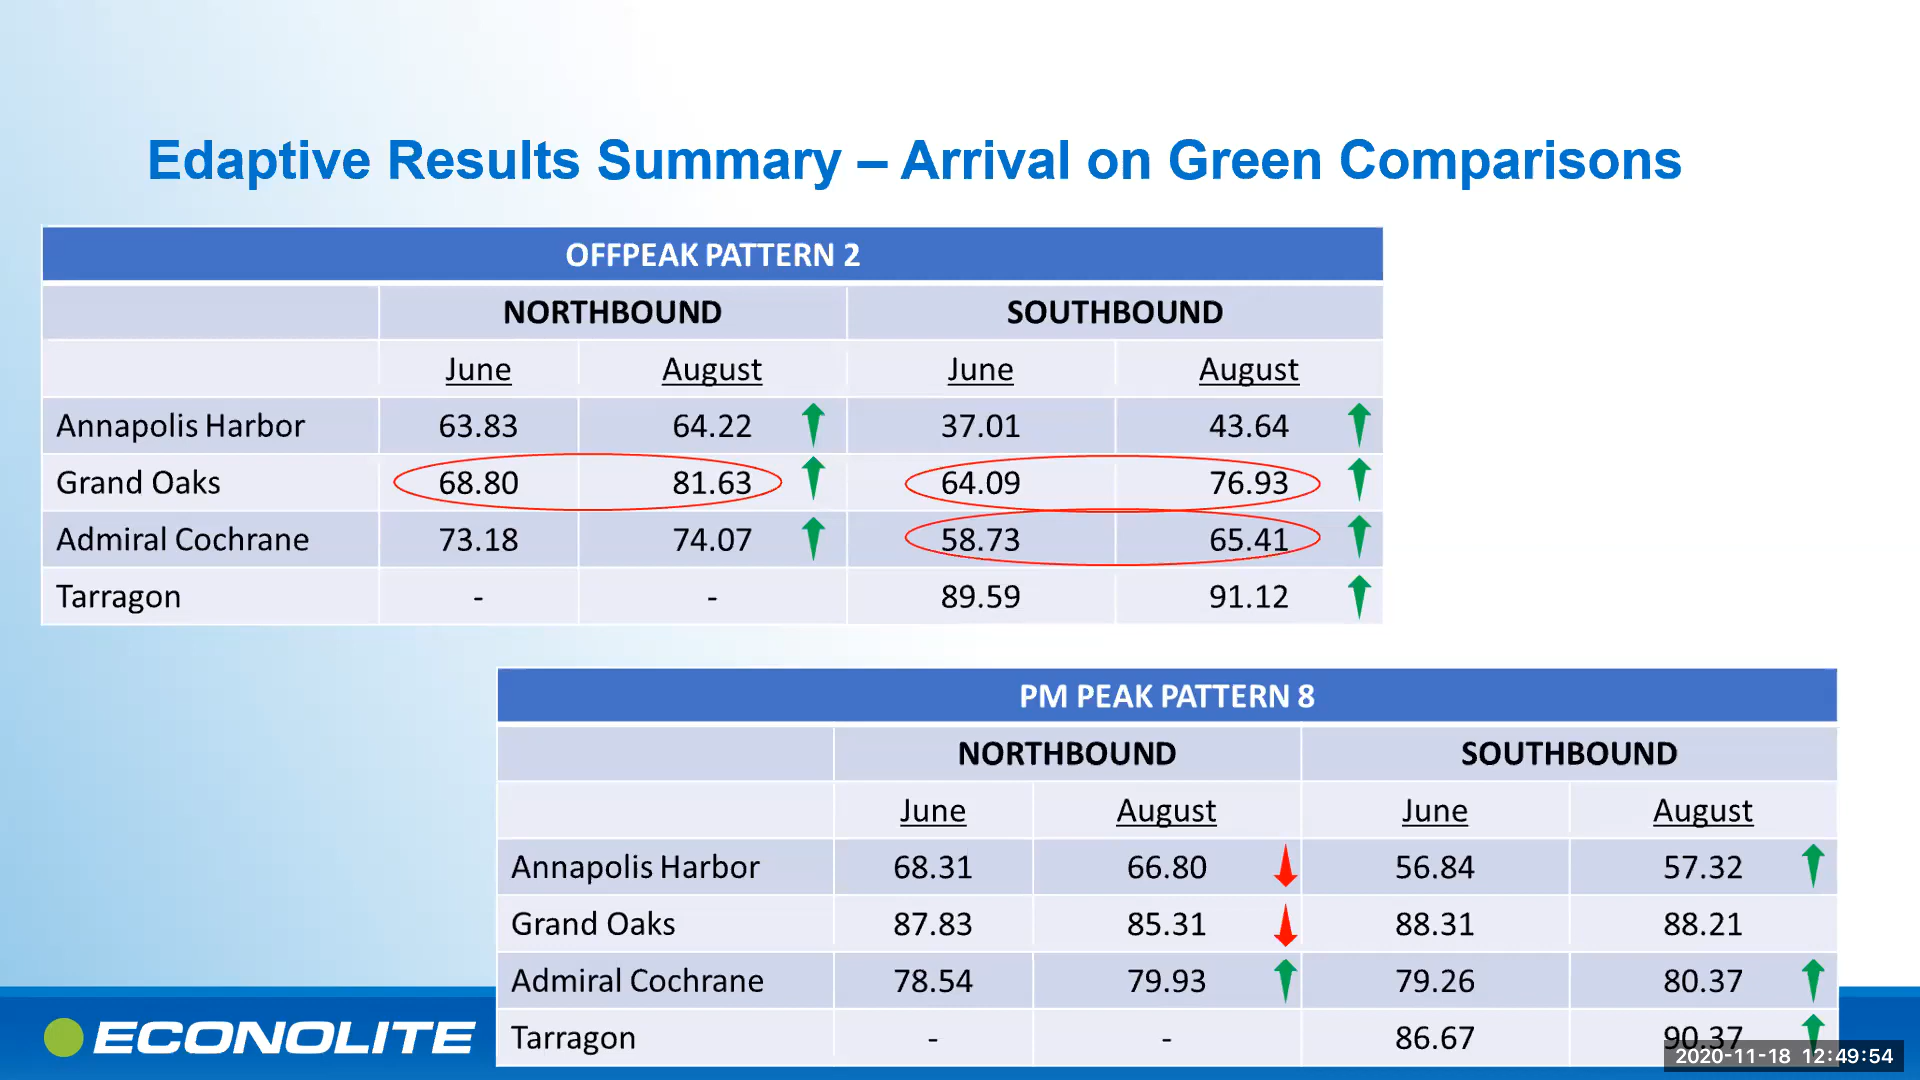 Edaptive Results Summary – Arrival on Green Comparisons
OFFPEAK PATTERN 2
NORTHBOUND SOUTHBOUND
June August June August
Annapolis Harbor 63.83 64.22 37.01 43.64
Grand Oaks 68.80 81.63 64.09 76.93
Admiral Cochrane 73.18 74.07 58.73 65.41
Tarragon - - 89.59 91.12
PM PEAK PATTERN 8
NORTHBOUND SOUTHBOUND
June August June August
Annapolis Harbor 68.31 66.80 56.84 57.32
Grand Oaks 87.83 85.31 88.31 88.21
Admiral Cochrane 78.54 79.93 79.26 80.37
Tarragon - - 86.67 90.37
ECONOLITE
2020-11-18 12:49:54